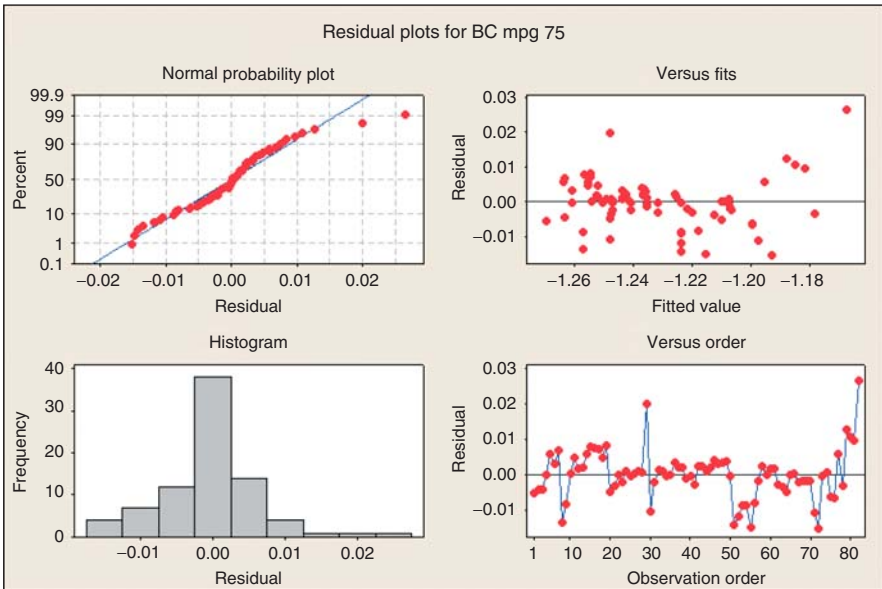 Residual plots for BC mpg 75
Normal probability plot
99.9
99
90
50
10
1
0.1
Percent
−0.02 −0.01 0.00 0.01 0.02
Residual
Versus fits
0.03
0.02
0.01
0.00
−0.01
Residual
−1.26 −1.24 −1.22 −1.20 −1.18
Fitted value
Histogram
40
30
20
10
0
Frequency
−0.01 0.00 0.01 0.02
Residual
Versus order
0.03
0.02
0.01
0.00
−0.01
Residual
1 10 20 30 40 50 60 70 80
Observation order